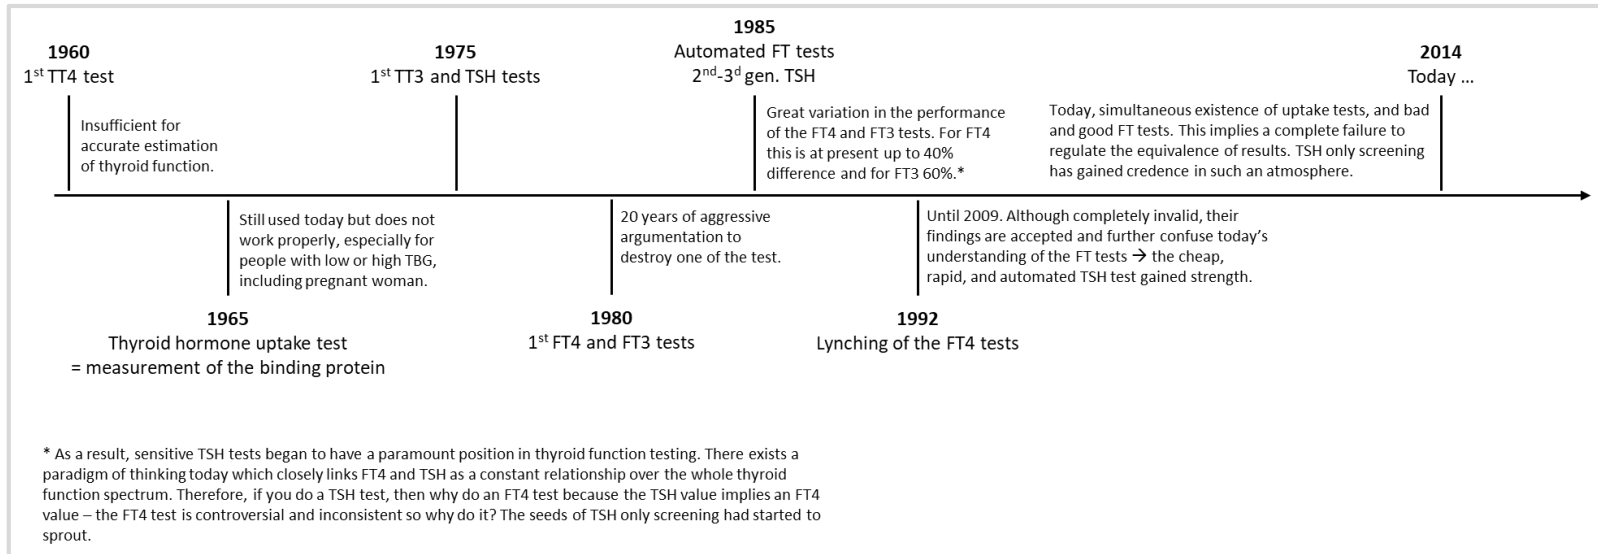 1960
1st TT4 test
Insufficient for
accurate estimation
of thyroid function.
1965
Thyroid hormone uptake test
= measurement of the binding protein
Still used today but does not
work properly, especially for
people with low or high TBG,
including pregnant woman.
1975
1st TT3 and TSH tests
1980
1st FT4 and FT3 tests
20 years of aggressive
argumentation to
destroy one of the test.
1985
Automated FT tests
2nd-3d gen. TSH
Great variation in the performance
of the FT4 and FT3 tests. For FT4
this is at present up to 40%
difference and for FT3 60%.*
1992
Lynching of the FT4 tests
Until 2009. Although completely invalid, their
findings are accepted and further confuse today’s
understanding of the FT tests → the cheap,
rapid, and automated TSH test gained strength.
2014
Today ...
Today, simultaneous existence of uptake tests, and bad
and good FT tests. This implies a complete failure to
regulate the equivalence of results. TSH only screening
has gained credence in such an atmosphere.
* As a result, sensitive TSH tests began to have a paramount position in thyroid function testing. There exists a
paradigm of thinking today which closely links FT4 and TSH as a constant relationship over the whole thyroid
function spectrum. Therefore, if you do a TSH test, then why do an FT4 test because the TSH value implies an FT4
value – the FT4 test is controversial and inconsistent so why do it? The seeds of TSH only screening had started to
sprout.